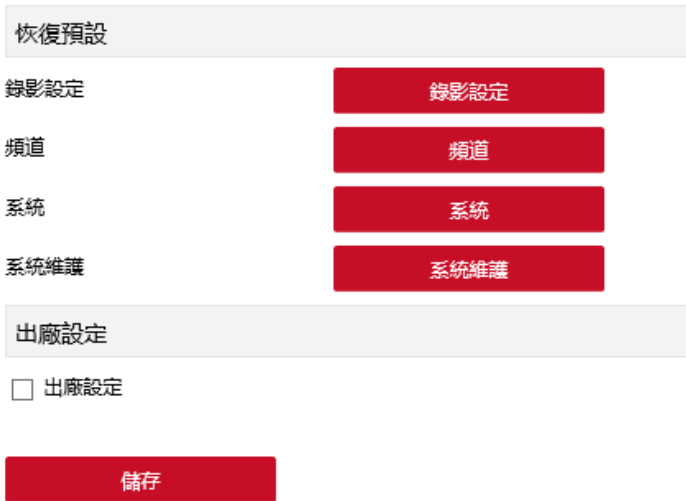 恢復預設
錄影設定 錄影設定
頻道 頻道
系統 系統
系統維護 系統維護
出廠設定
出廠設定
儲存